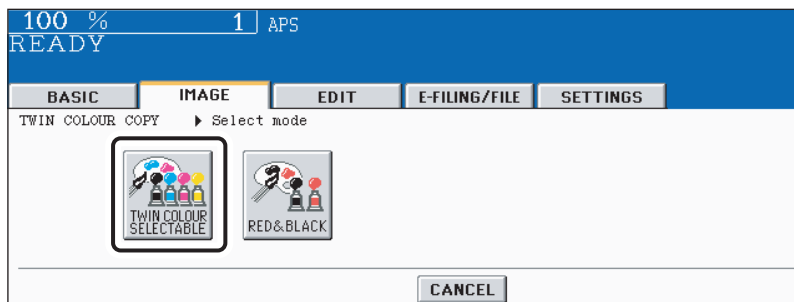 100 % 1 APS
READY
BASIC IMAGE EDIT E-FILING/FILE SETTINGS
TWIN COLOUR COPY ▶ Select mode
TWIN COLOUR SELECTABLE
RED&BLACK
CANCEL